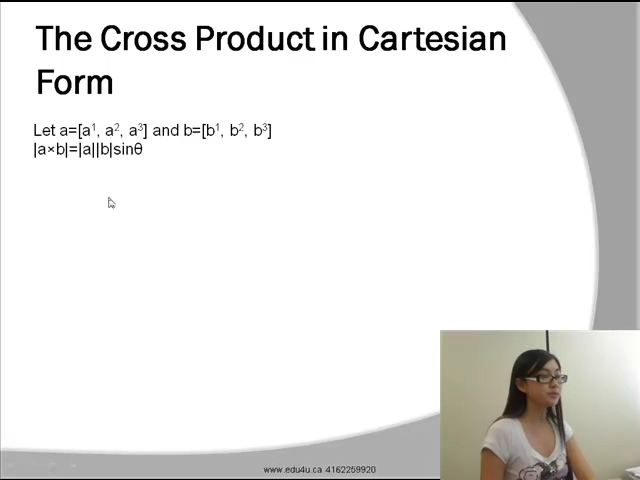 The Cross Product in Cartesian
Form
Let a=[a¹, a², a³] and b=[b¹, b², b³]
|a×b|=|a||b|sinθ
www.edu4u.ca 4162259920